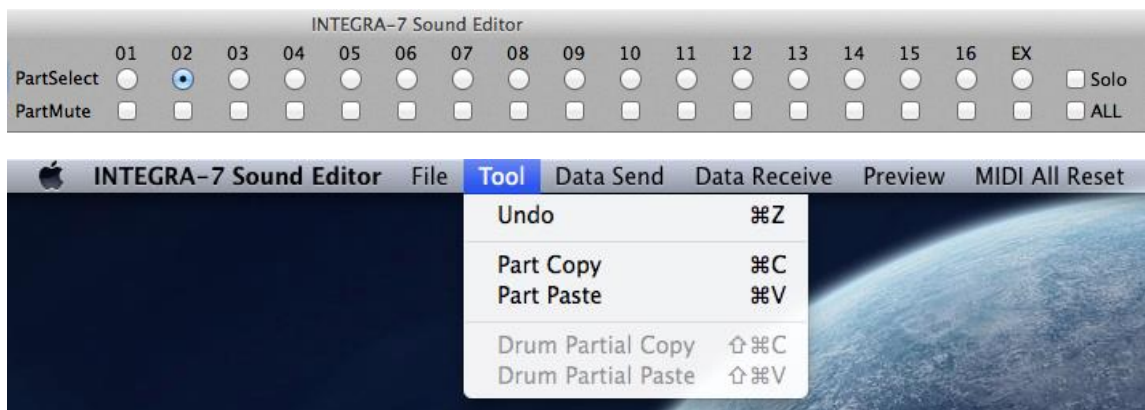 INTEGRA-7 Sound Editor
01 02 03 04 05 06 07 08 09 10 11 12 13 14 15 16 EX
PartSelect Solo
PartMute ALL
INTEGRA-7 Sound Editor File Tool Data Send Data Receive Preview MIDI All Reset
Undo ⌘Z
Part Copy ⌘C
Part Paste ⌘V
Drum Partial Copy ⇧⌘C
Drum Partial Paste ⇧⌘V